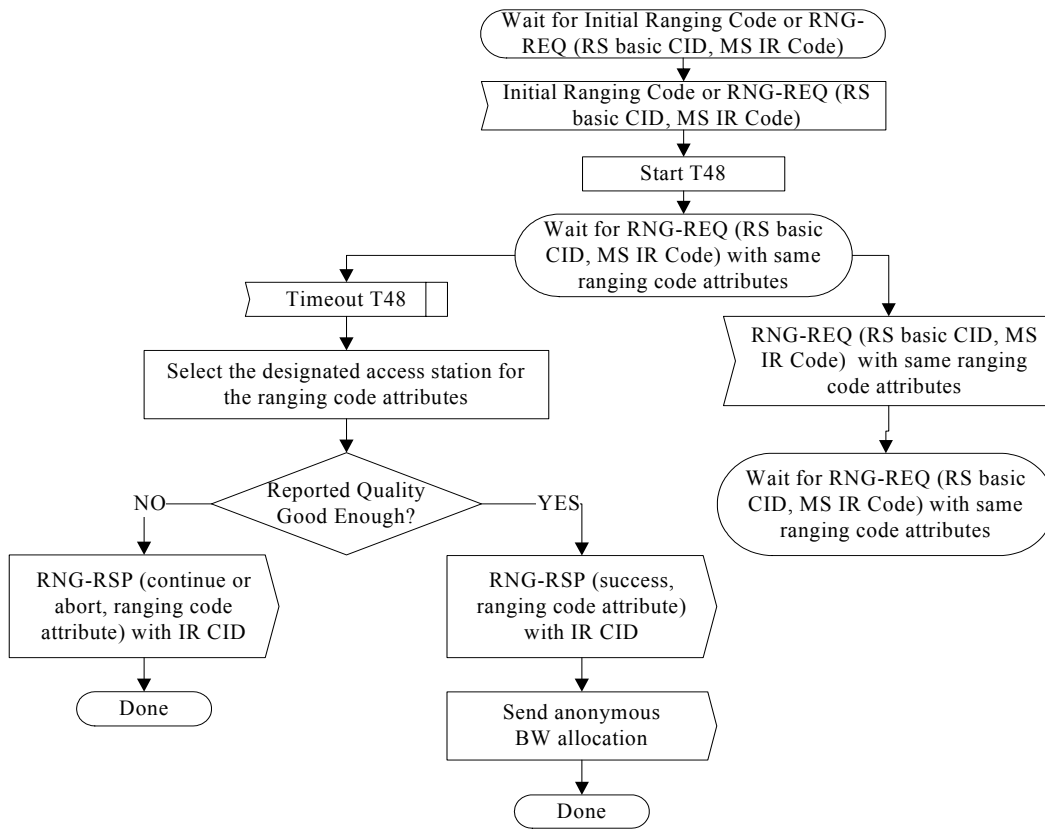 Wait for Initial Ranging Code or RNG-
REQ (RS basic CID, MS IR Code)
Initial Ranging Code or RNG-REQ (RS
basic CID, MS IR Code)
Start T48
Wait for RNG-REQ (RS basic
CID, MS IR Code) with same
ranging code attributes
Timeout T48
RNG-REQ (RS basic CID, MS
IR Code) with same ranging
code attributes
Select the designated access station for
the ranging code attributes
Wait for RNG-REQ (RS basic
CID, MS IR Code) with same
ranging code attributes
Reported Quality
Good Enough?
NO
YES
RNG-RSP (continue or
abort, ranging code
attribute) with IR CID
RNG-RSP (success,
ranging code attribute)
with IR CID
Done
Send anonymous
BW allocation
Done